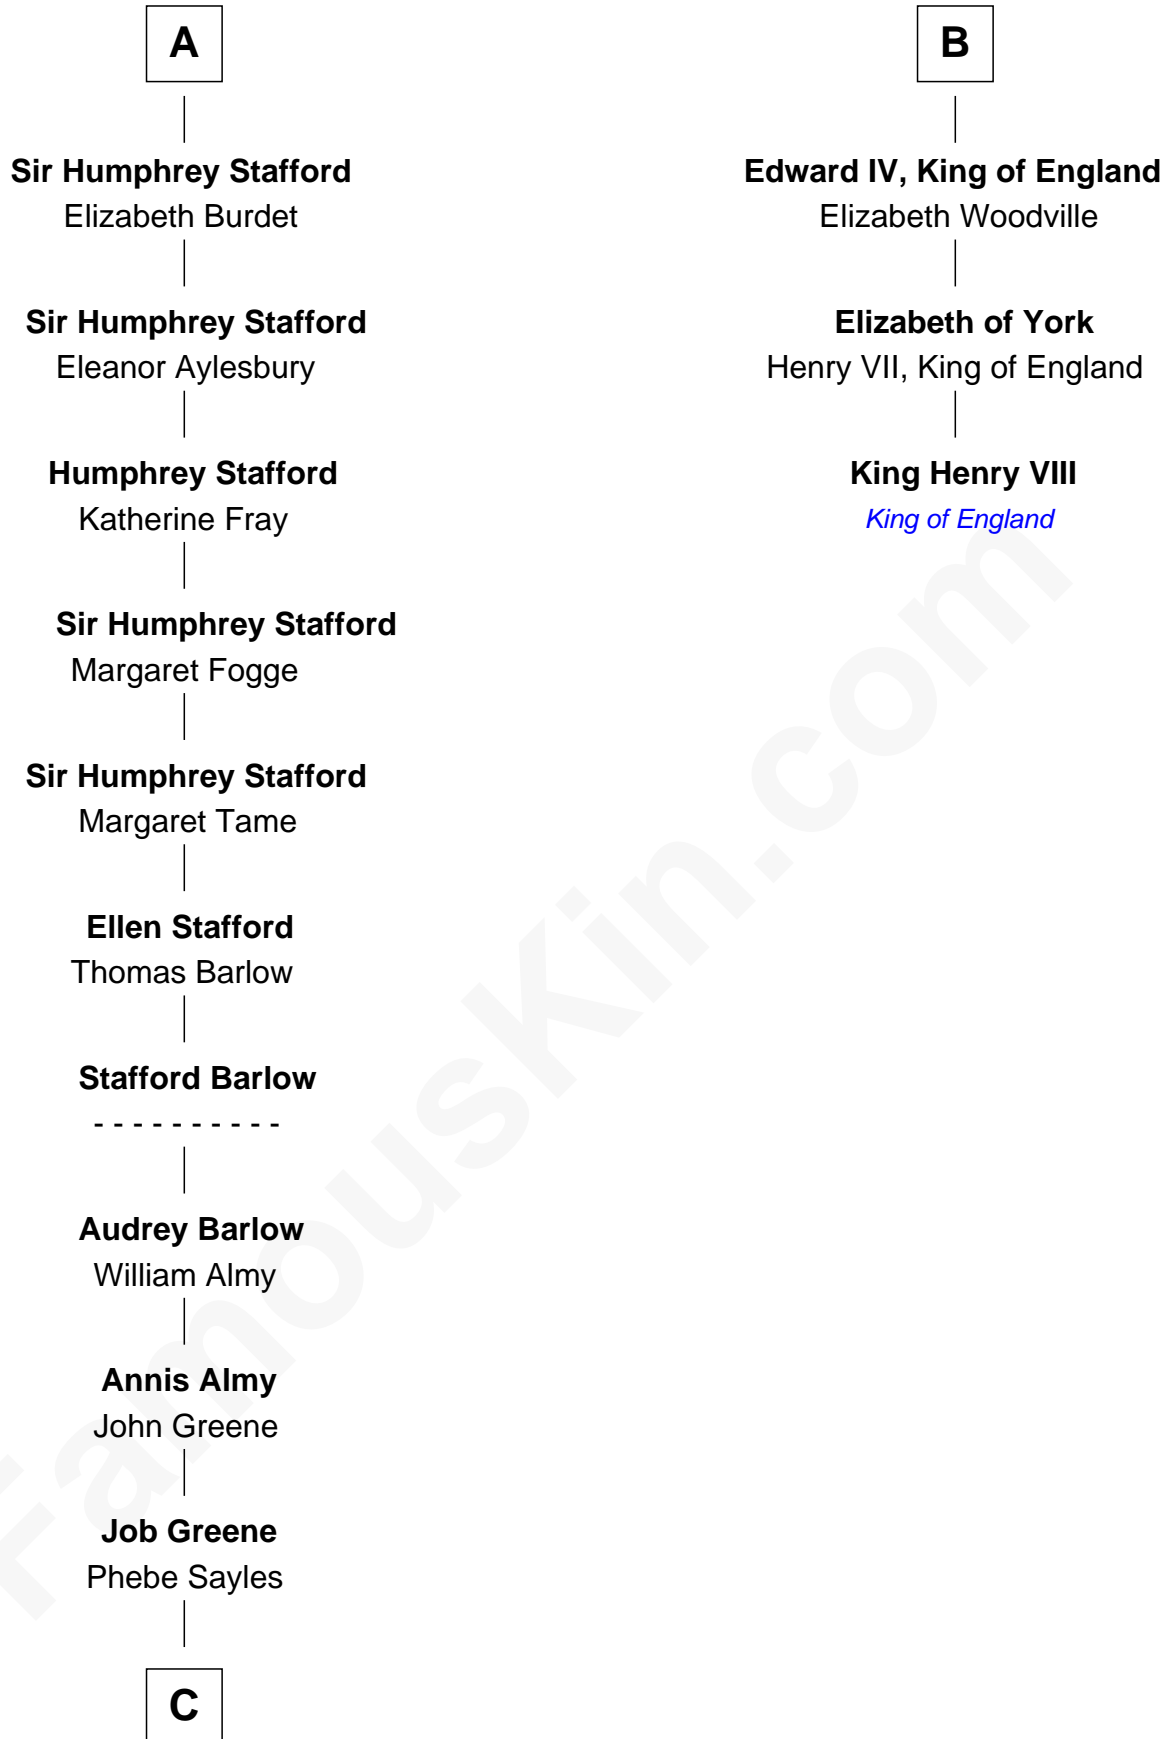 A
Sir Humphrey Stafford
Elizabeth Burdet
Sir Humphrey Stafford
Eleanor Aylesbury
Humphrey Stafford
Katherine Fray
Sir Humphrey Stafford
Margaret Fogge
Sir Humphrey Stafford
Margaret Tame
Ellen Stafford
Thomas Barlow
Stafford Barlow
- - - - - - - - - -
Audrey Barlow
William Almy
Annis Almy
John Greene
Job Greene
Phebe Sayles
C
B
Edward IV, King of England
Elizabeth Woodville
Elizabeth of York
Henry VII, King of England
King Henry VIII
King of England
FamousKin.com